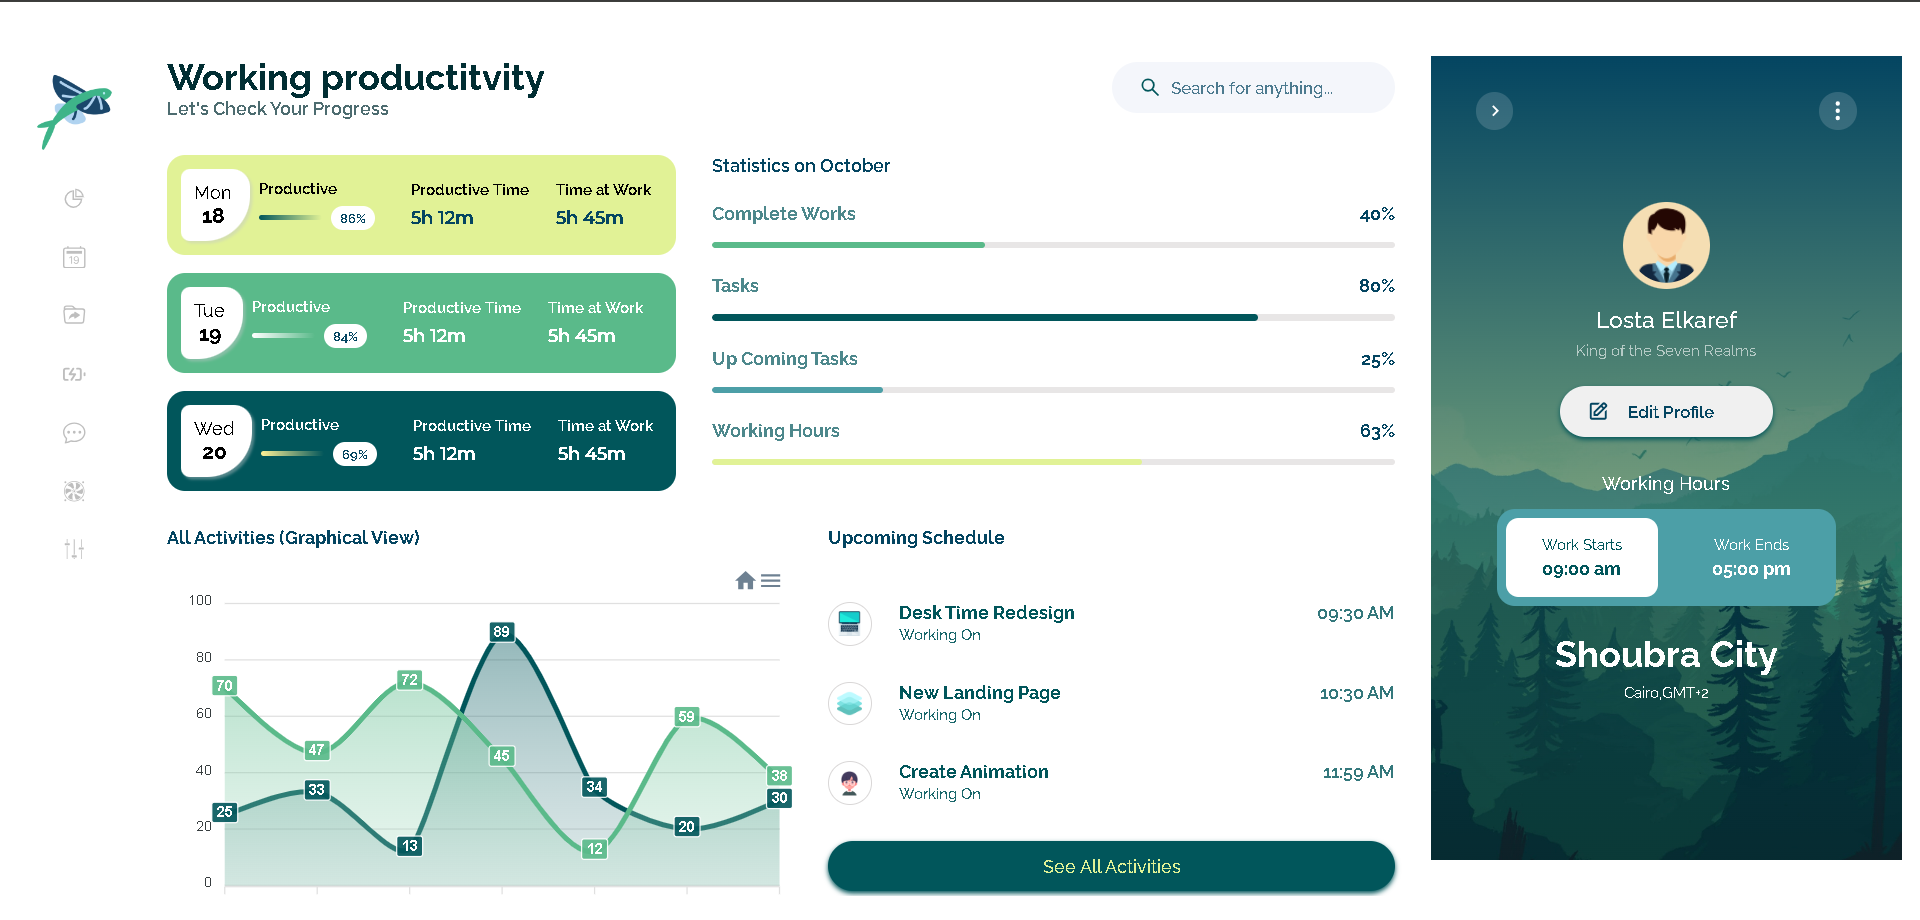 Working productitvity
Let's Check Your Progress
Search for anything...
19
Mon
18
Productive
86%
Productive Time
5h 12m
Time at Work
5h 45m
Tue
19
Productive
84%
Productive Time
5h 12m
Time at Work
5h 45m
Wed
20
Productive
69%
Productive Time
5h 12m
Time at Work
5h 45m
Statistics on October
Complete Works 40%
Tasks 80%
Up Coming Tasks 25%
Working Hours 63%
All Activities (Graphical View)
100
80
60
40
20
0
70
47
72
45
12
59
38
25
33
13
89
34
20
30
Upcoming Schedule
Desk Time Redesign 09:30 AM
Working On
New Landing Page 10:30 AM
Working On
Create Animation 11:59 AM
Working On
See All Activities
Losta Elkaref
King of the Seven Realms
Edit Profile
Working Hours
Work Starts
09:00 am
Work Ends
05:00 pm
Shoubra City
Cairo,GMT+2